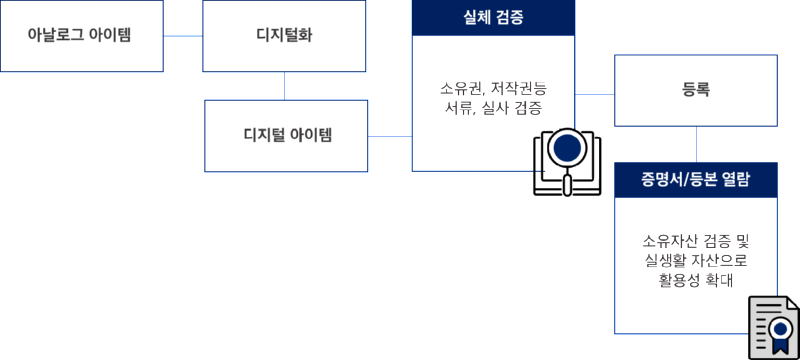 아날로그 아이템
디지털화
디지털 아이템
실체 검증
소유권, 저작권등
서류, 실사 검증
등록
증명서/등본 열람
소유자산 검증 및
실생활 자산으로
활용성 확대